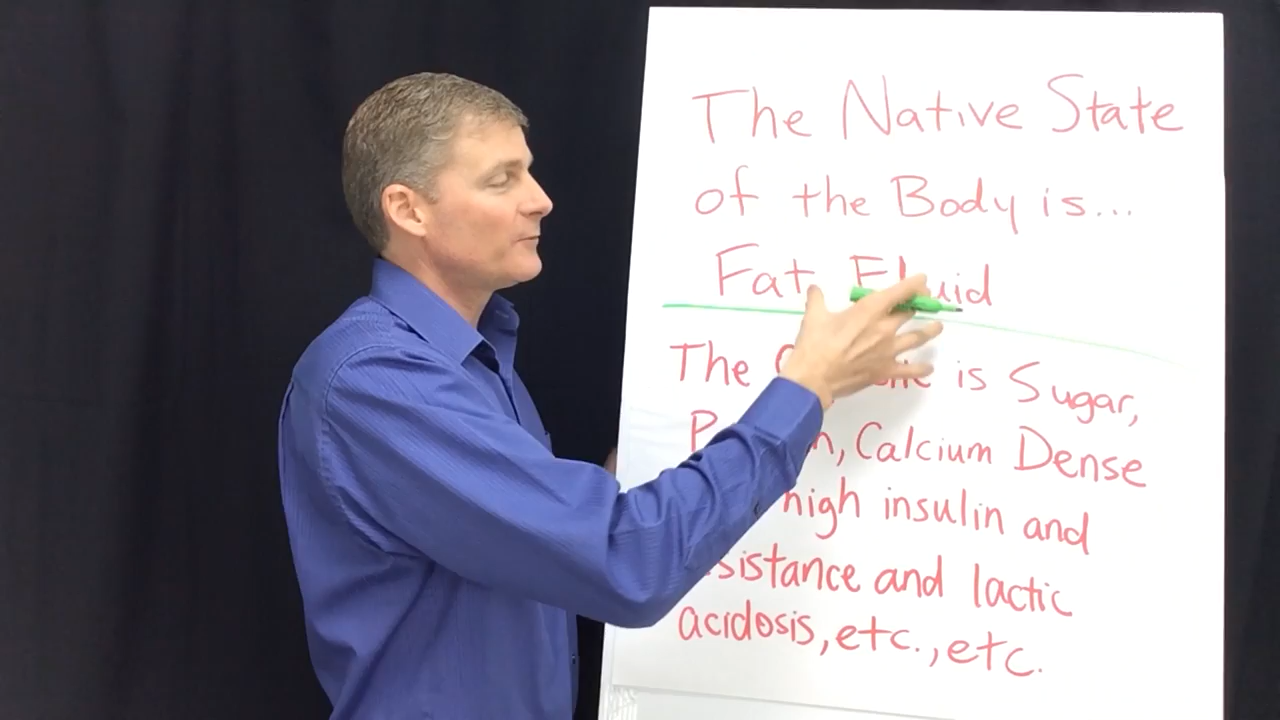 The Native State
of the Body is...
Fat Fluid
The is Sugar,
Calcium Dense
high insulin and
and lactic
acidosis, etc., etc.